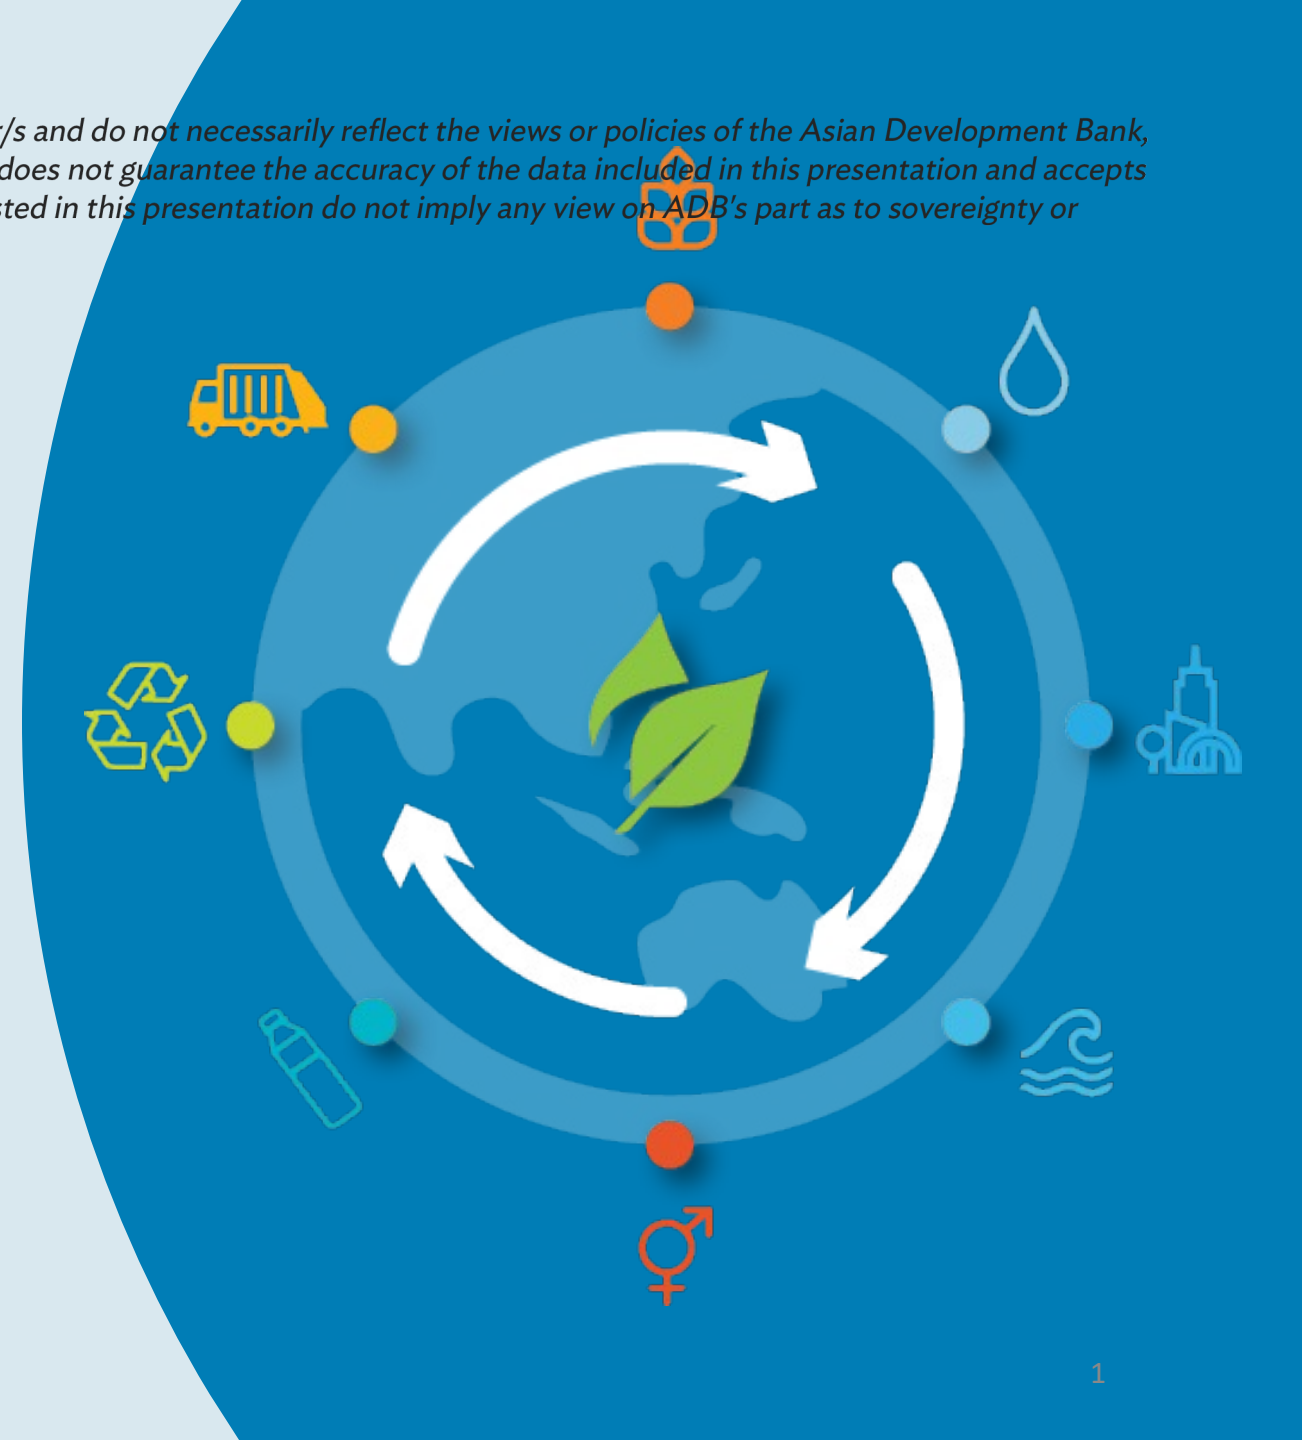 r/s and do not necessarily reflect the views or policies of the Asian Development Bank,
does not guarantee the accuracy of the data included in this presentation and accepts
sted in this presentation do not imply any view on ADB's part as to sovereignty or
1